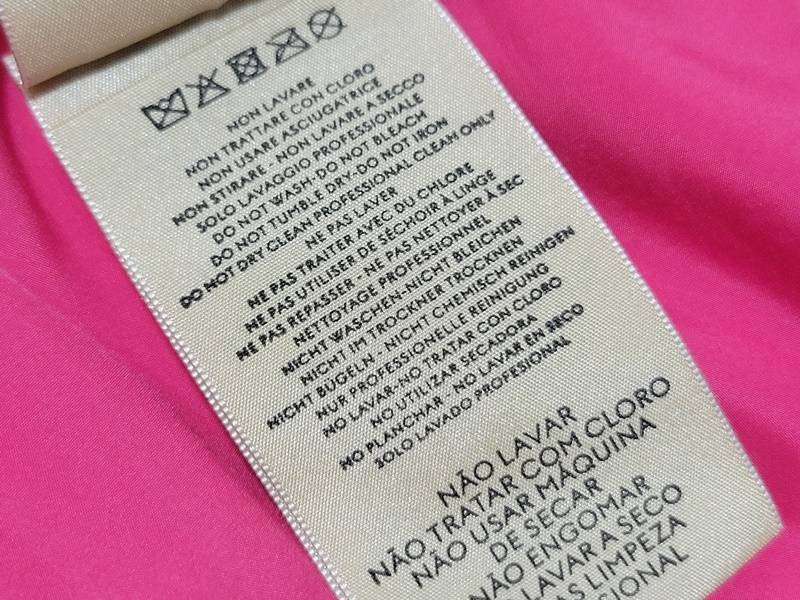 NON LAVARE
NON TRATTARE CON CLORO
NON USARE ASCIUGATRICE
NON STIRARE - NON LAVARE A SECCO
SOLO LAVAGGIO PROFESSIONALE
DO NOT WASH-DO NOT BLEACH
DO NOT TUMBLE DRY-DO NOT IRON
DO NOT DRY CLEAN PROFESSIONAL CLEAN ONLY
NE PAS LAVER
NE PAS TRAITER AVEC DU CHLORE
NE PAS UTILISER DE SÉCHOIR À LINGE
NE PAS REPASSER - NE PAS NETTOYER À SEC
NETTOYAGE PROFESSIONNEL
NICHT WASCHEN-NICHT BLEICHEN
NICHT IM TROCKNER TROCKNEN
NICHT BÜGELN - NICHT CHEMISCH REINIGEN
NUR PROFESSIONELLE REINIGUNG
NO LAVAR-NO TRATAR CON CLORO
NO UTILIZAR SECADORA
NO PLANCHAR - NO LAVAR EN SECO
SOLO LAVADO PROFESIONAL
NÃO LAVAR
NÃO TRATAR COM CLORO
NÃO USAR MÁQUINA
DE SECAR
NÃO ENGOMAR
LAVAR A SECO
LIMPEZA